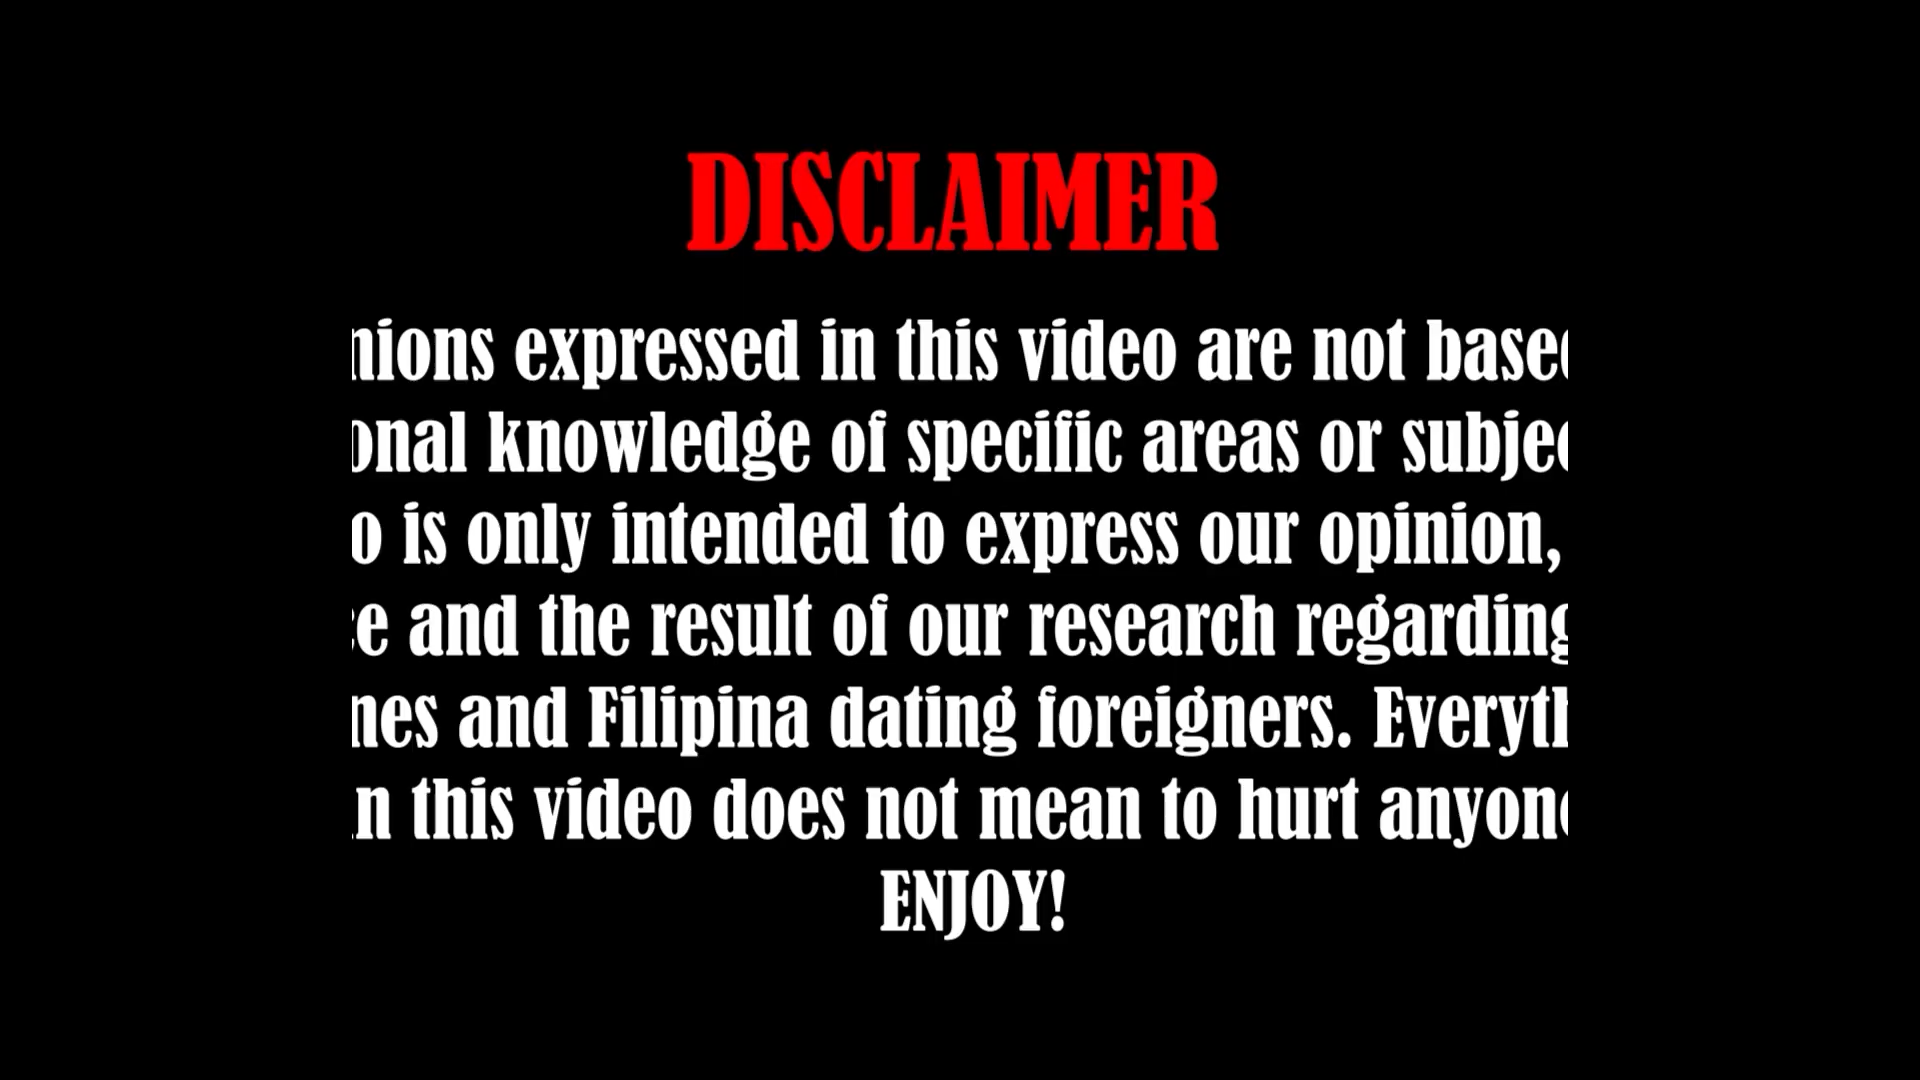 DISCLAIMER
nions expressed in this video are not base
onal knowledge of specific areas or subje
o is only intended to express our opinion,
e and the result of our research regarding
nes and Filipina dating foreigners. Everyth
n this video does not mean to hurt anyon
ENJOY!